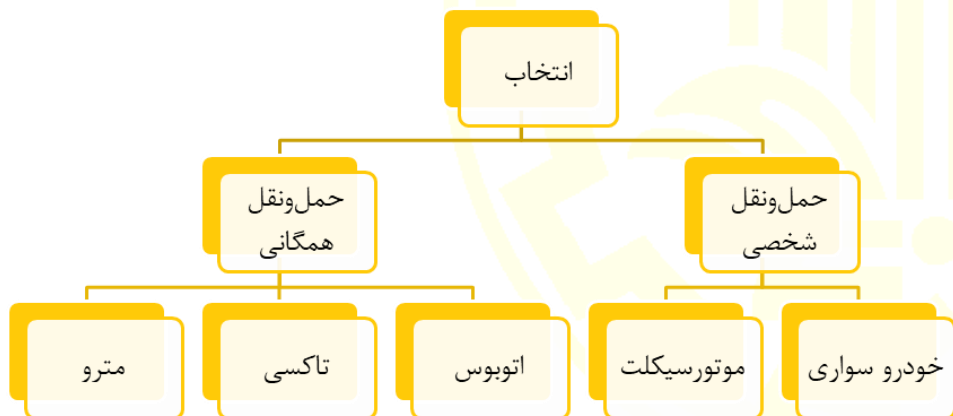 انتخاب
حمل‌ونقل
شخصی
حمل‌ونقل
همگانی
خودرو سواری
موتورسیکلت
اتوبوس
تاکسی
مترو